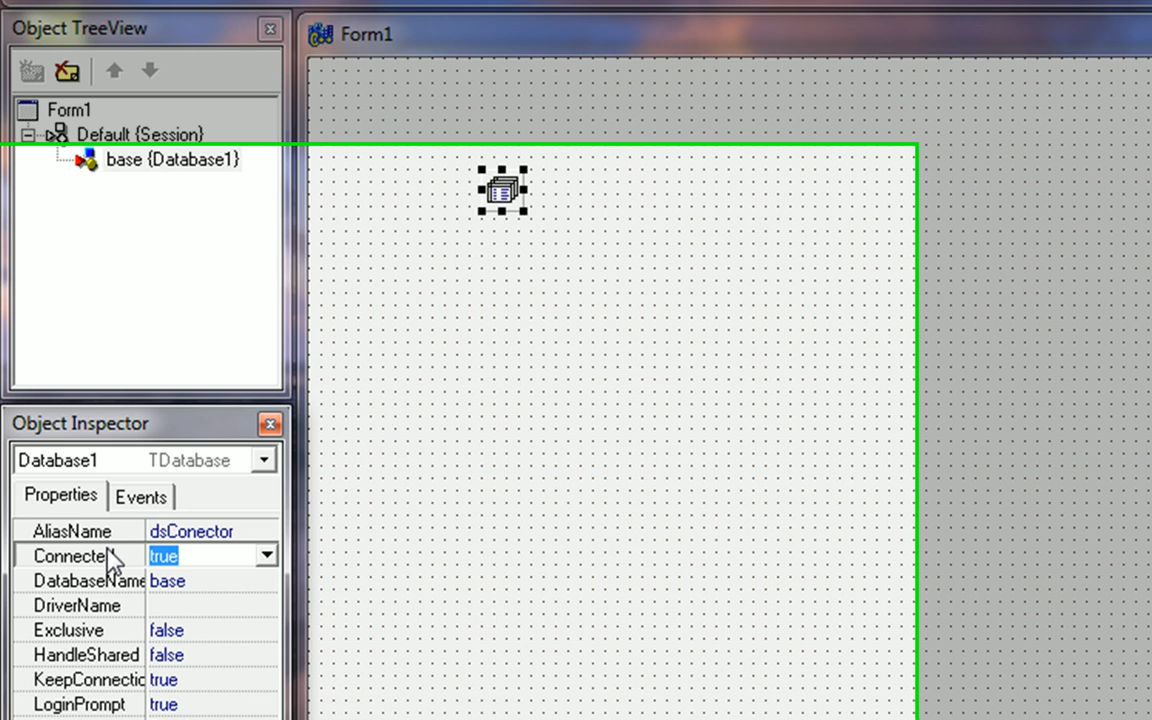 Object TreeView
Form1
Form1
Default {Session}
base {Database1}
Object Inspector
Database1 TDatabase
Properties Events
AliasName dsConector
Connected true
DatabaseName base
DriverName
Exclusive false
HandleShared false
KeepConnectic true
LoginPrompt true